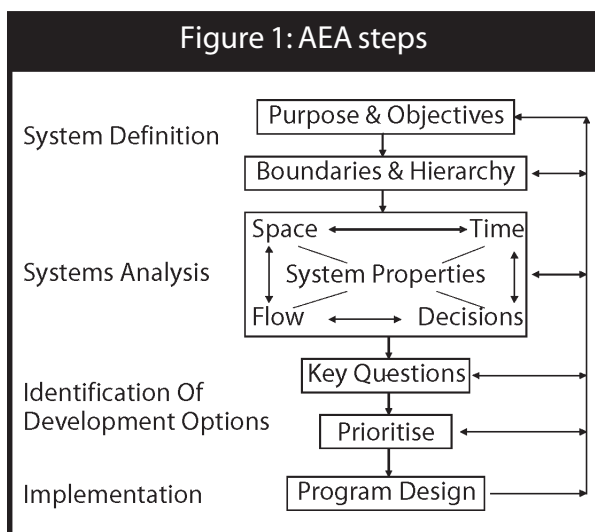 Figure 1: AEA steps
System Definition
Purpose & Objectives
Boundaries & Hierarchy
Systems Analysis
Space
Time
System Properties
Flow
Decisions
Identification Of
Development Options
Key Questions
Prioritise
Implementation
Program Design